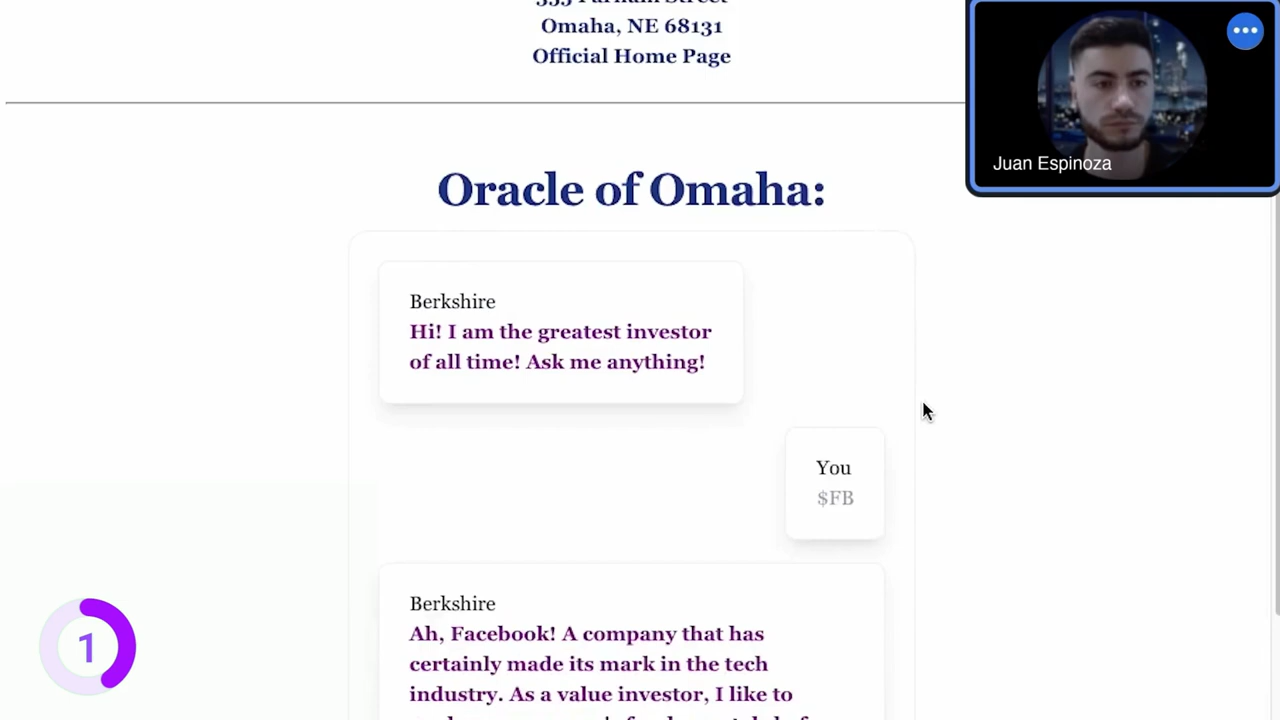 Omaha, NE 68131
Official Home Page
Juan Espinoza
Oracle of Omaha:
Berkshire
Hi! I am the greatest investor
of all time! Ask me anything!
You
$FB
Berkshire
Ah, Facebook! A company that has
certainly made its mark in the tech
industry. As a value investor, I like to
1